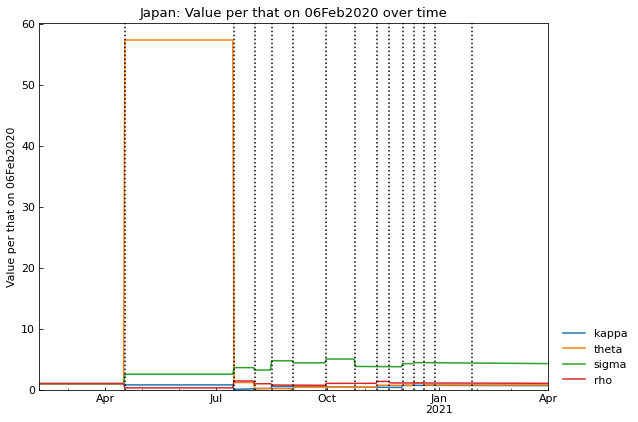 Japan: Value per that on 06Feb2020 over time
Value per that on 06Feb2020
60
50
40
30
20
10
0
Apr
Jul
Oct
Jan
2021
Apr
kappa
theta
sigma
rho